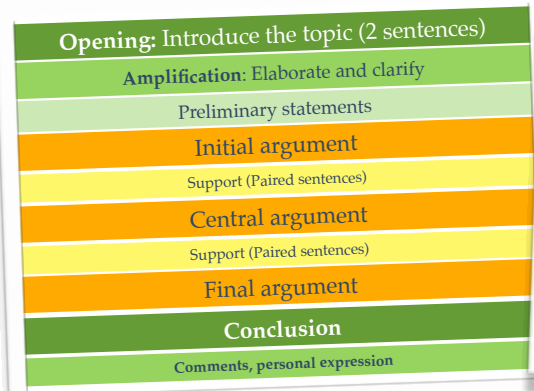 Opening: Introduce the topic (2 sentences)
Amplification: Elaborate and clarify
Preliminary statements
Initial argument
Support (Paired sentences)
Central argument
Support (Paired sentences)
Final argument
Conclusion
Comments, personal expression